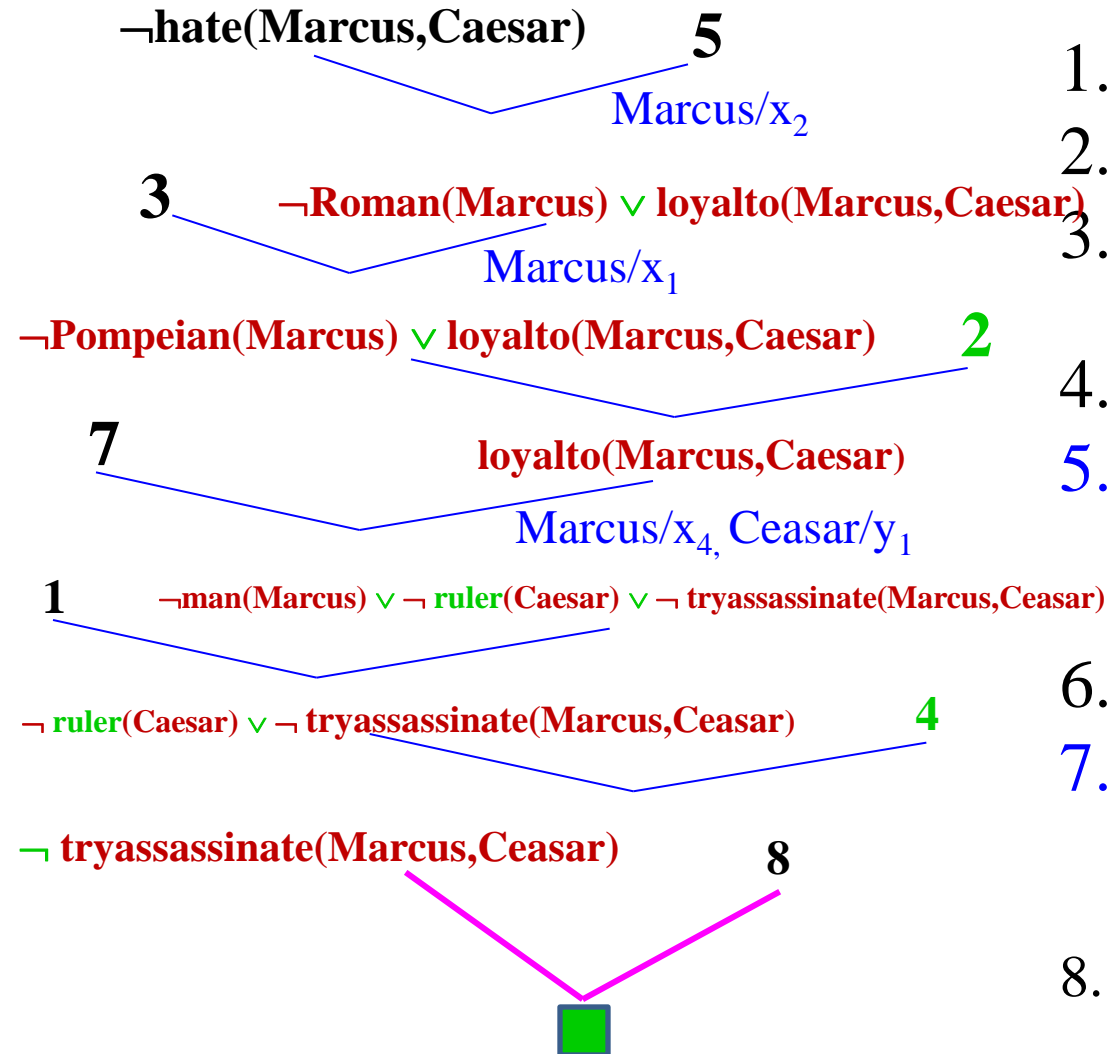 ¬hate(Marcus,Caesar) 5
Marcus/x₂
3 ¬Roman(Marcus) ∨ loyalto(Marcus,Caesar)
Marcus/x₁
¬Pompeian(Marcus) ∨ loyalto(Marcus,Caesar) 2
7 loyalto(Marcus,Caesar)
Marcus/x₄, Ceasar/y₁
1 ¬man(Marcus) ∨ ¬ ruler(Caesar) ∨ ¬ tryassassinate(Marcus,Ceasar)
¬ ruler(Caesar) ∨ ¬ tryassassinate(Marcus,Ceasar) 4
¬ tryassassinate(Marcus,Ceasar) 8
1.
2.
3.
4.
5.
6.
7.
8.